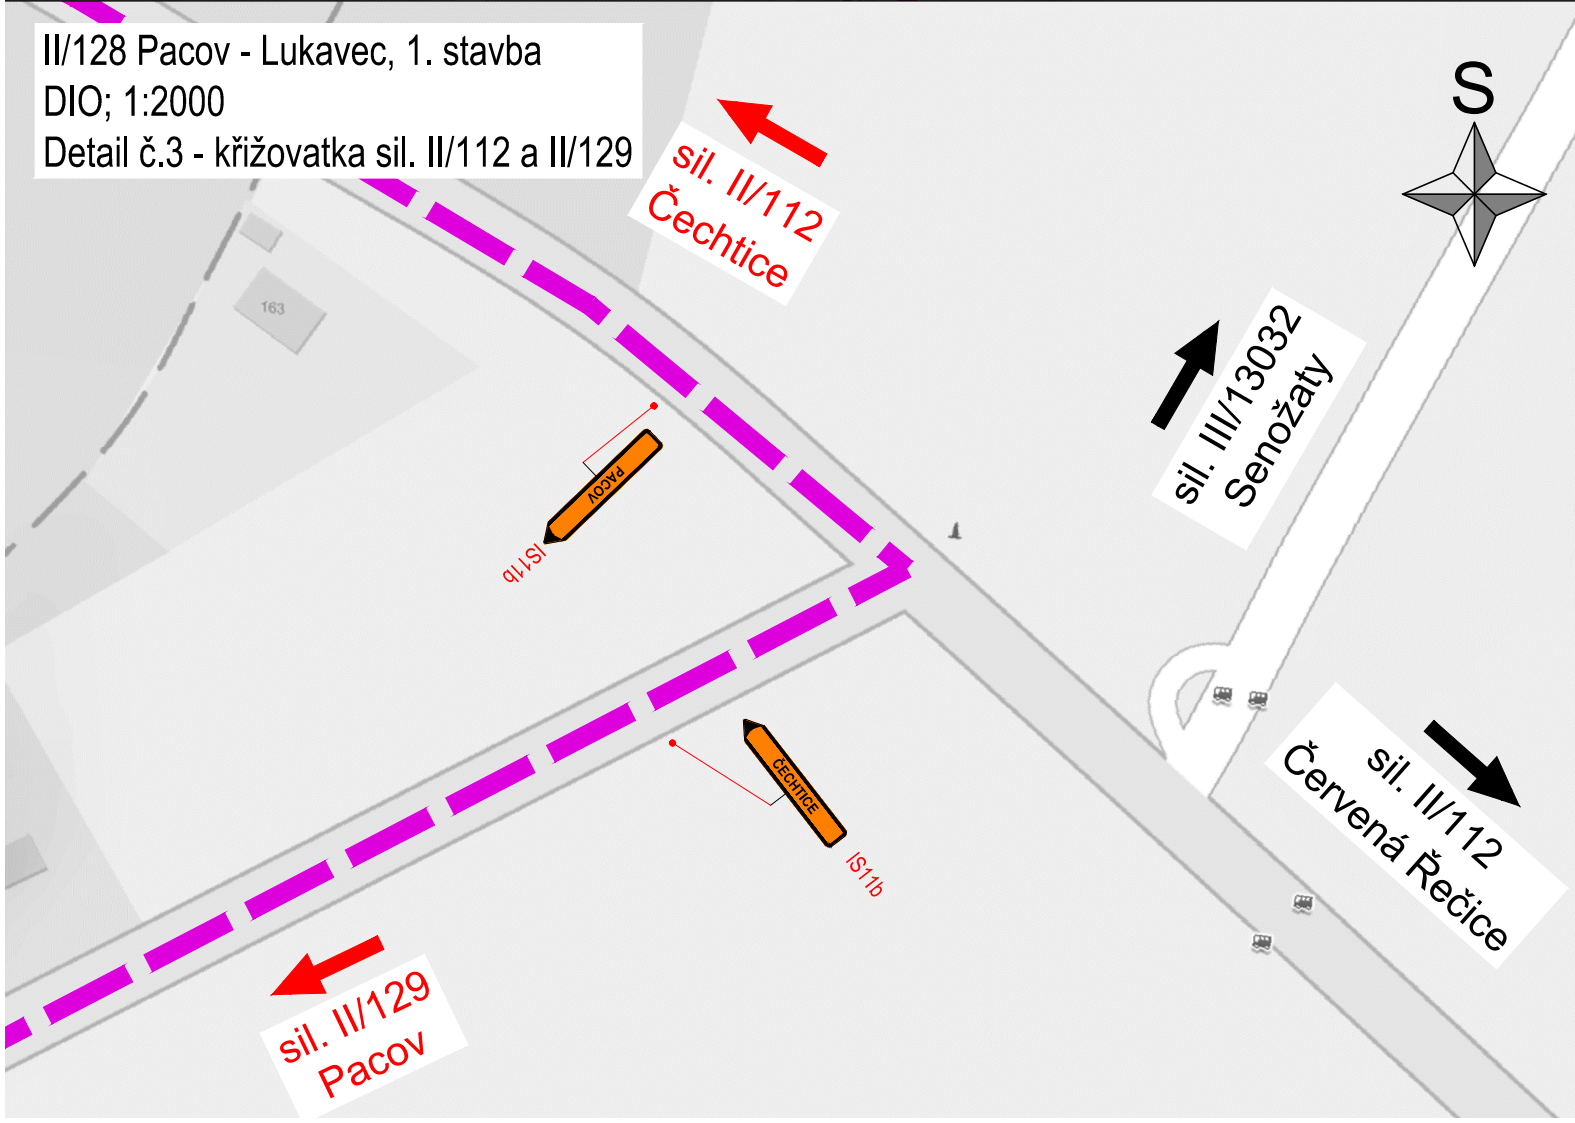 II/128 Pacov - Lukavec, 1. stavba
DIO; 1:2000
Detail č.3 - křižovatka sil. II/112 a II/129
S
sil. II/112
Čechtice
163
sil. III/13032
Senožaty
PACOV
IS11b
ČECHTICE
IS11b
sil. II/112
Červená Řečice
sil. II/129
Pacov